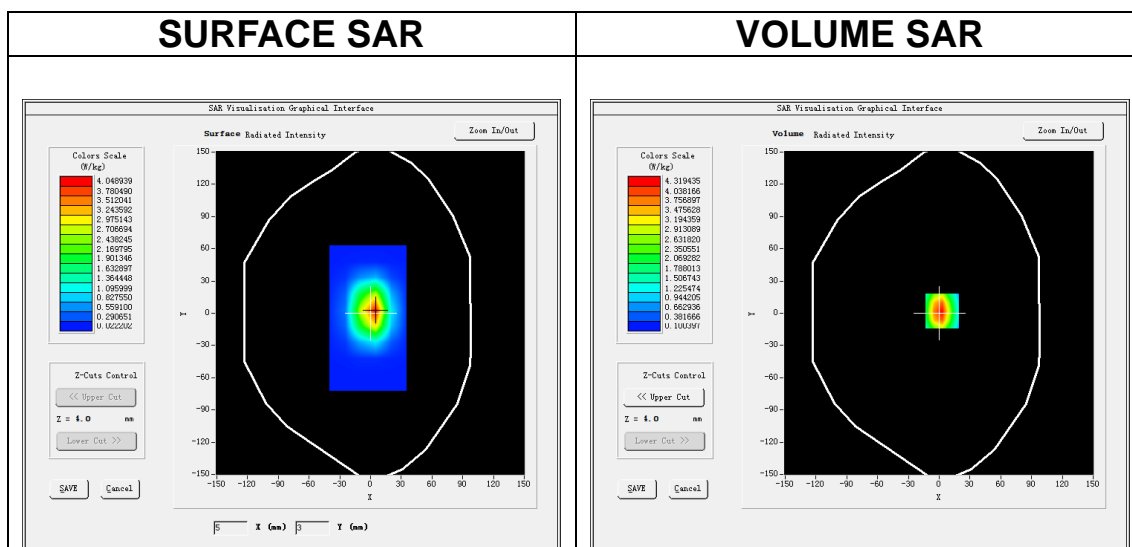 SURFACE SAR
VOLUME SAR
SAR Visualisation Graphical Interface
Surface Radiated Intensity
Zoom In/Out
Colors Scale
(W/kg)
4.048939
3.780490
3.512041
3.243592
2.975143
2.706694
2.438245
2.169795
1.901346
1.632897
1.364448
1.095999
0.827550
0.559100
0.290651
0.022202
150
120
90
60
30
0
-30
-60
-90
-120
-150
Y
-150 -120 -90 -60 -30 0 30 60 90 120 150
X
Z-Cuts Control
<< Upper Cut
Z = 4.0 mm
Lower Cut >>
SAVE Cancel
5 X (mm) 3 Y (mm)
SAR Visualisation Graphical Interface
Volume Radiated Intensity
Zoom In/Out
Colors Scale
(W/kg)
4.319435
4.038166
3.756897
3.475628
3.194359
2.913089
2.631820
2.350551
2.069282
1.788013
1.506743
1.225474
0.944205
0.662936
0.381666
0.100397
150
120
90
60
30
0
-30
-60
-90
-120
-150
Y
-150 -120 -90 -60 -30 0 30 60 90 120 150
X
Z-Cuts Control
<< Upper Cut
Z = 4.0 mm
Lower Cut >>
SAVE Cancel